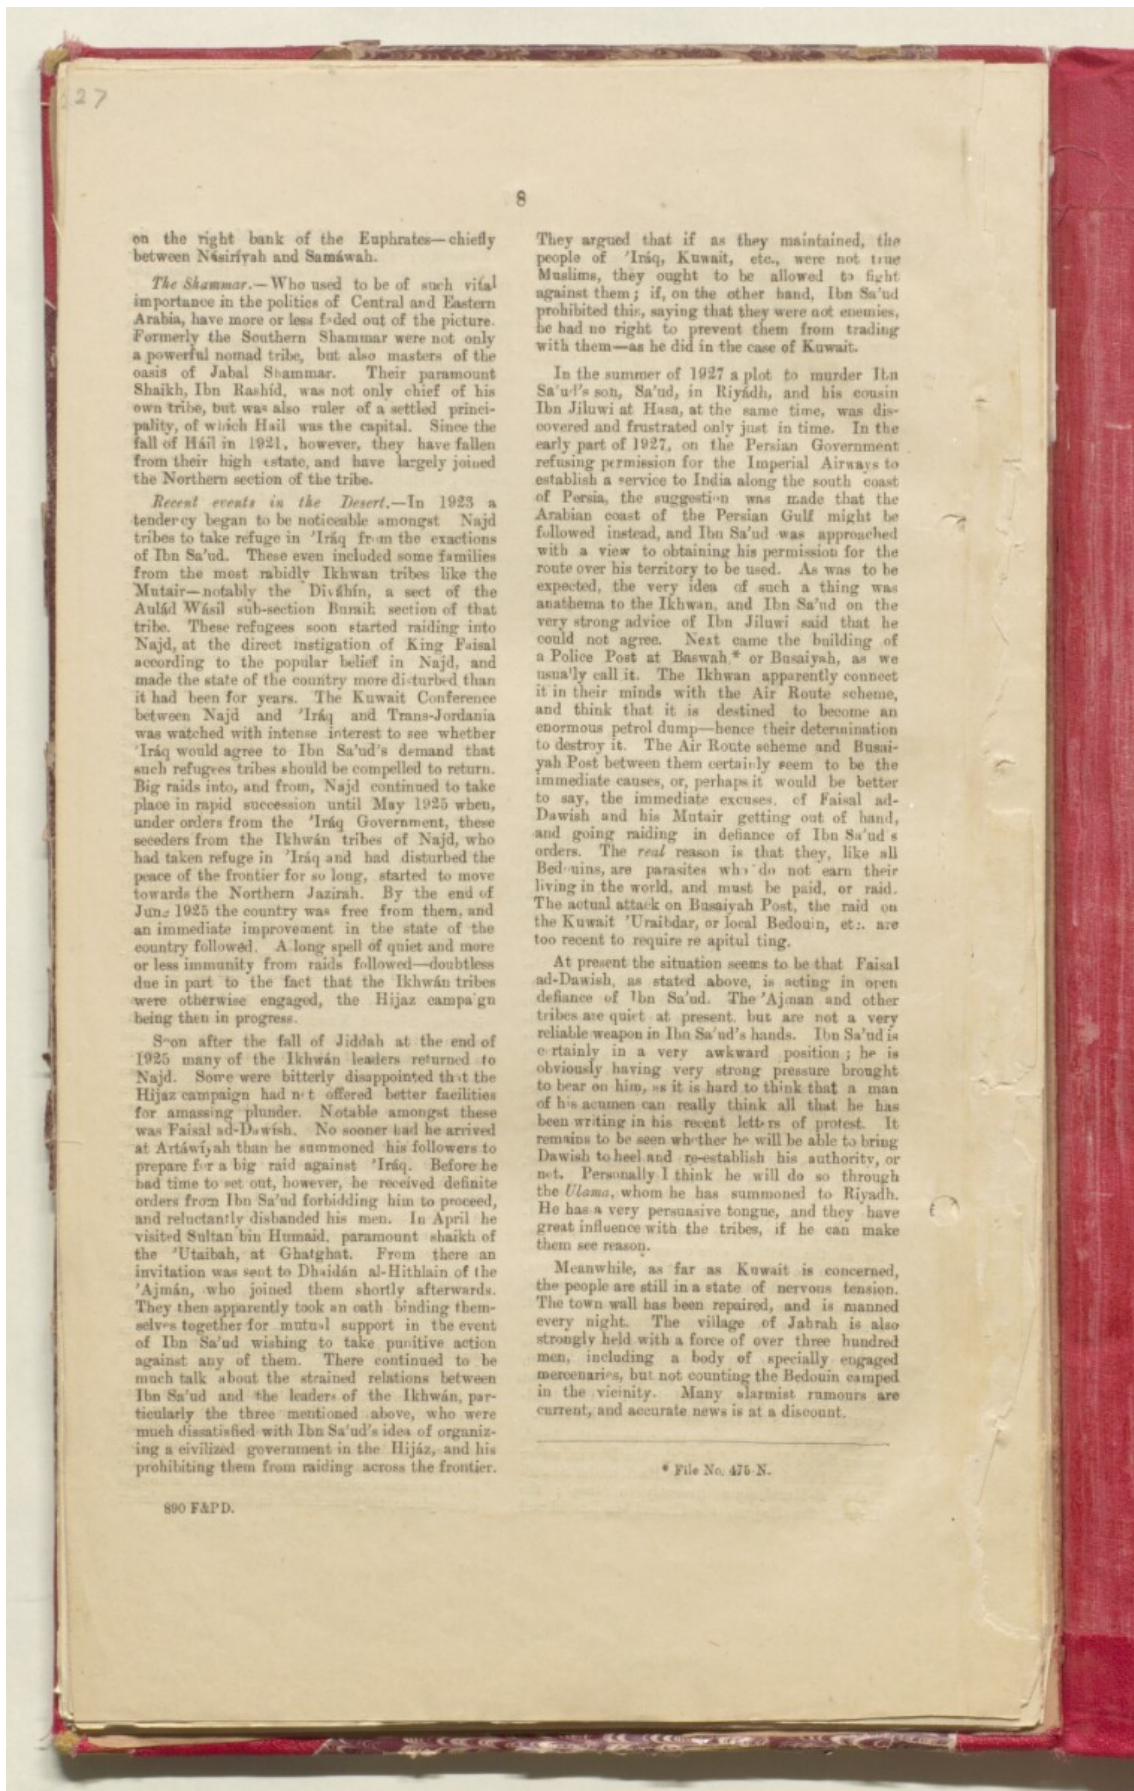 27
8
on the right bank of the Euphrates—chiefly
between Násiríyah and Samáwah.
The Shammar.—Who used to be of such vital
importance in the politics of Central and Eastern
Arabia, have more or less faded out of the picture.
Formerly the Southern Shammar were not only
a powerful nomad tribe, but also masters of the
oasis of Jabal Shammar. Their paramount
Shaikh, Ibn Rashíd, was not only chief of his
own tribe, but was also ruler of a settled princi-
pality, of which Hail was the capital. Since the
fall of Háil in 1921, however, they have fallen
from their high estate, and have largely joined
the Northern section of the tribe.
Recent events in the Desert.—In 1923 a
tendency began to be noticeable amongst Najd
tribes to take refuge in 'Iráq from the exactions
of Ibn Sa'ud. These even included some families
from the most rabidly Ikhwan tribes like the
Mutair—notably the Diváhín, a sect of the
Aulád Wásil sub-section Buraih section of that
tribe. These refugees soon started raiding into
Najd, at the direct instigation of King Faisal
according to the popular belief in Najd, and
made the state of the country more disturbed than
it had been for years. The Kuwait Conference
between Najd and 'Iráq and Trans-Jordania
was watched with intense interest to see whether
'Iráq would agree to Ibn Sa'ud's demand that
such refugees tribes should be compelled to return.
Big raids into, and from, Najd continued to take
place in rapid succession until May 1925 when,
under orders from the 'Iráq Government, these
seceders from the Ikhwán tribes of Najd, who
had taken refuge in 'Iráq and had disturbed the
peace of the frontier for so long, started to move
towards the Northern Jazirah. By the end of
June 1925 the country was free from them, and
an immediate improvement in the state of the
country followed. A long spell of quiet and more
or less immunity from raids followed—doubtless
due in part to the fact that the Ikhwán tribes
were otherwise engaged, the Hijaz campaign
being then in progress.
Soon after the fall of Jiddah at the end of
1925 many of the Ikhwán leaders returned to
Najd. Some were bitterly disappointed that the
Hijaz campaign had not offered better facilities
for amassing plunder. Notable amongst these
was Faisal ad-Dawísh. No sooner had he arrived
at Artáwíyah than he summoned his followers to
prepare for a big raid against 'Iráq. Before he
had time to set out, however, he received definite
orders from Ibn Sa'ud forbidding him to proceed,
and reluctantly disbanded his men. In April he
visited Sultan bin Humaid, paramount shaikh of
the 'Utaibah, at Ghatghat. From there an
invitation was sent to Dhaidán al-Hithlain of the
'Ajmán, who joined them shortly afterwards.
They then apparently took an oath binding them-
selves together for mutual support in the event
of Ibn Sa'ud wishing to take punitive action
against any of them. There continued to be
much talk about the strained relations between
Ibn Sa'ud and the leaders of the Ikhwán, par-
ticularly the three mentioned above, who were
much dissatisfied with Ibn Sa'ud's idea of organiz-
ing a civilized government in the Hijáz, and his
prohibiting them from raiding across the frontier.
890 F&PD.
They argued that if as they maintained, the
people of 'Iráq, Kuwait, etc., were not true
Muslims, they ought to be allowed to fight
against them; if, on the other hand, Ibn Sa'ud
prohibited this, saying that they were not enemies,
he had no right to prevent them from trading
with them—as he did in the case of Kuwait.
In the summer of 1927 a plot to murder Ibn
Sa'ud's son, Sa'ud, in Riyádh, and his cousin
Ibn Jiluwi at Hasa, at the same time, was dis-
covered and frustrated only just in time. In the
early part of 1927, on the Persian Government
refusing permission for the Imperial Airways to
establish a service to India along the south coast
of Persia, the suggestion was made that the
Arabian coast of the Persian Gulf might be
followed instead, and Ibn Sa'ud was approached
with a view to obtaining his permission for the
route over his territory to be used. As was to be
expected, the very idea of such a thing was
anathema to the Ikhwan, and Ibn Sa'ud on the
very strong advice of Ibn Jiluwi said that he
could not agree. Next came the building of
a Police Post at Baswah,* or Busaiyah, as we
usually call it. The Ikhwan apparently connect
it in their minds with the Air Route scheme,
and think that it is destined to become an
enormous petrol dump—hence their determination
to destroy it. The Air Route scheme and Busai-
yah Post between them certainly seem to be the
immediate causes, or, perhaps it would be better
to say, the immediate excuses, of Faisal ad-
Dawish and his Mutair getting out of hand,
and going raiding in defiance of Ibn Sa'ud's
orders. The real reason is that they, like all
Bedouins, are parasites who do not earn their
living in the world, and must be paid, or raid.
The actual attack on Busaiyah Post, the raid on
the Kuwait 'Uraibdar, or local Bedouin, etc. are
too recent to require re apitul ting.
At present the situation seems to be that Faisal
ad-Dawish, as stated above, is acting in open
defiance of Ibn Sa'ud. The 'Ajman and other
tribes are quiet at present, but are not a very
reliable weapon in Ibn Sa'ud's hands. Ibn Sa'ud is
certainly in a very awkward position; he is
obviously having very strong pressure brought
to bear on him, as it is hard to think that a man
of his acumen can really think all that he has
been writing in his recent letters of protest. It
remains to be seen whether he will be able to bring
Dawish to heel and re-establish his authority, or
not. Personally I think he will do so through
the Ulama, whom he has summoned to Riyadh.
He has a very persuasive tongue, and they have
great influence with the tribes, if he can make
them see reason.
Meanwhile, as far as Kuwait is concerned,
the people are still in a state of nervous tension.
The town wall has been repaired, and is manned
every night. The village of Jahrah is also
strongly held with a force of over three hundred
men, including a body of specially engaged
mercenaries, but not counting the Bedouin camped
in the vicinity. Many alarmist rumours are
current, and accurate news is at a discount.
* File No. 475-N.